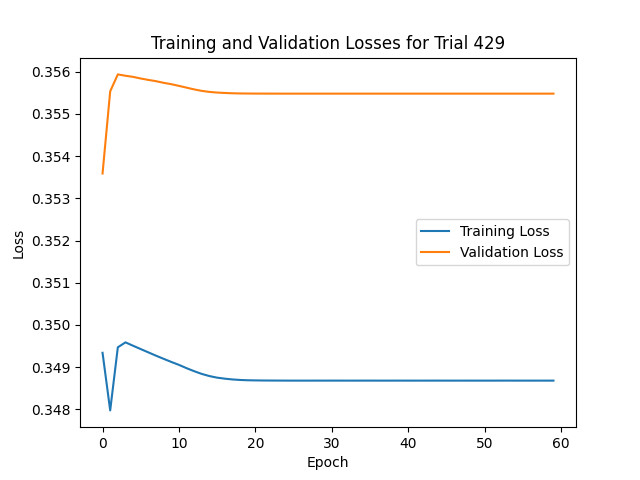 Training and Validation Losses for Trial 429
0.356
0.355
0.354
0.353
0.352
0.351
0.350
0.349
0.348
Loss
Training Loss
Validation Loss
0 10 20 30 40 50 60
Epoch